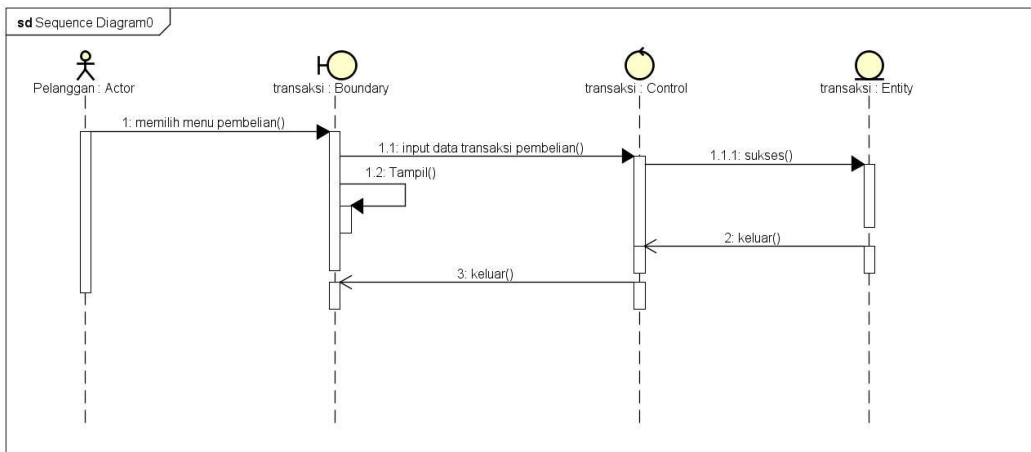 sd Sequence Diagram0
Pelanggan : Actor
transaksi : Boundary
transaksi : Control
transaksi : Entity
1: memilih menu pembelian()
1.1: input data transaksi pembelian()
1.1.1: sukses()
1.2: Tampil()
2: keluar()
3: keluar()